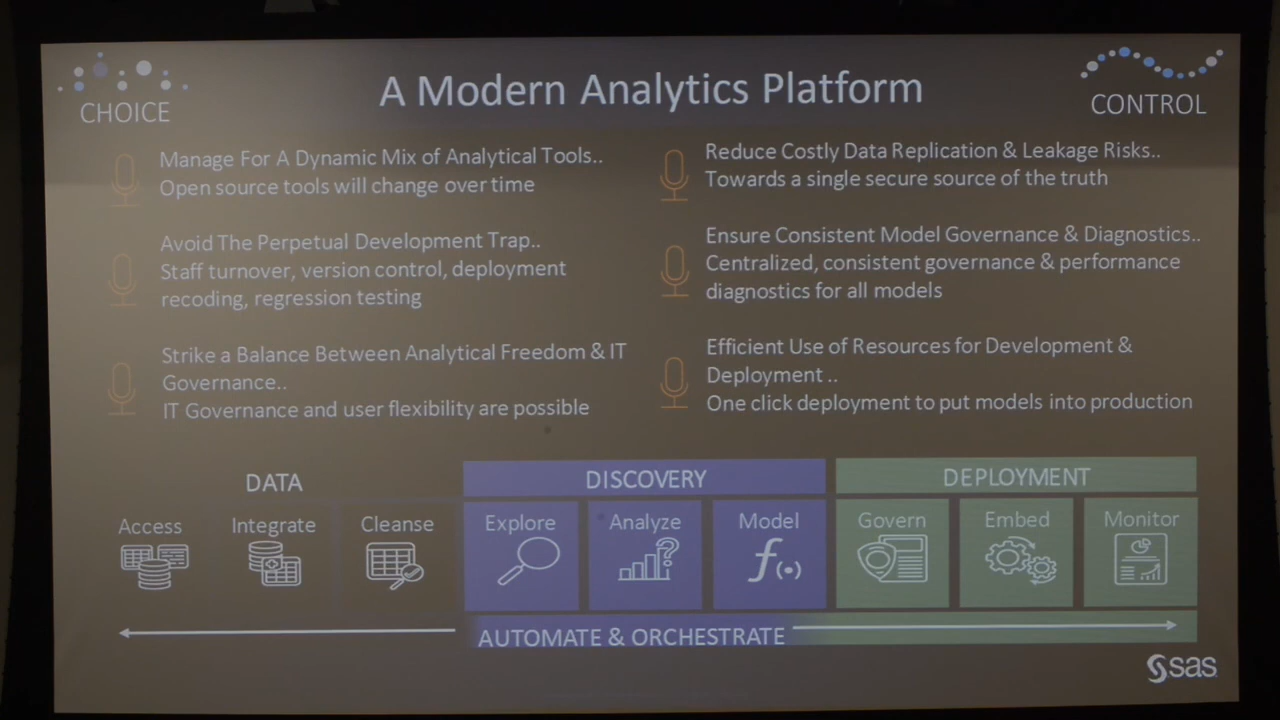 A Modern Analytics Platform
CHOICE
CONTROL
Manage For A Dynamic Mix of Analytical Tools..
Open source tools will change over time
Avoid The Perpetual Development Trap..
Staff turnover, version control, deployment
recoding, regression testing
Strike a Balance Between Analytical Freedom & IT
Governance..
IT Governance and user flexibility are possible
Reduce Costly Data Replication & Leakage Risks..
Towards a single secure source of the truth
Ensure Consistent Model Governance & Diagnostics..
Centralized, consistent governance & performance
diagnostics for all models
Efficient Use of Resources for Development &
Deployment ..
One click deployment to put models into production
DATA
DISCOVERY
DEPLOYMENT
Access
Integrate
Cleanse
Explore
Analyze
Model
Govern
Embed
Monitor
?
f(•)
AUTOMATE & ORCHESTRATE
sas